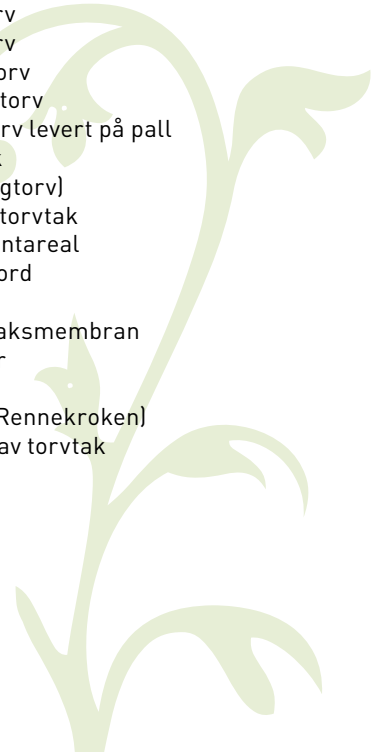 rv
rv
orv
torv
rv levert på pall
k
gtorv)
torvtak
ntareal
ord
aksmembran
r
Rennekroken)
av torvtak